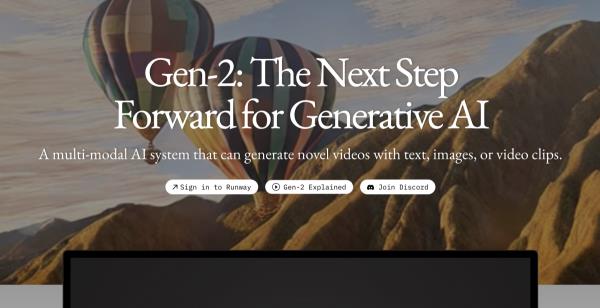 Gen-2: The Next Step
Forward for Generative AI
A multi-modal AI system that can generate novel videos with text, images, or video clips.
Sign in to Runway
Gen-2 Explained
Join Discord